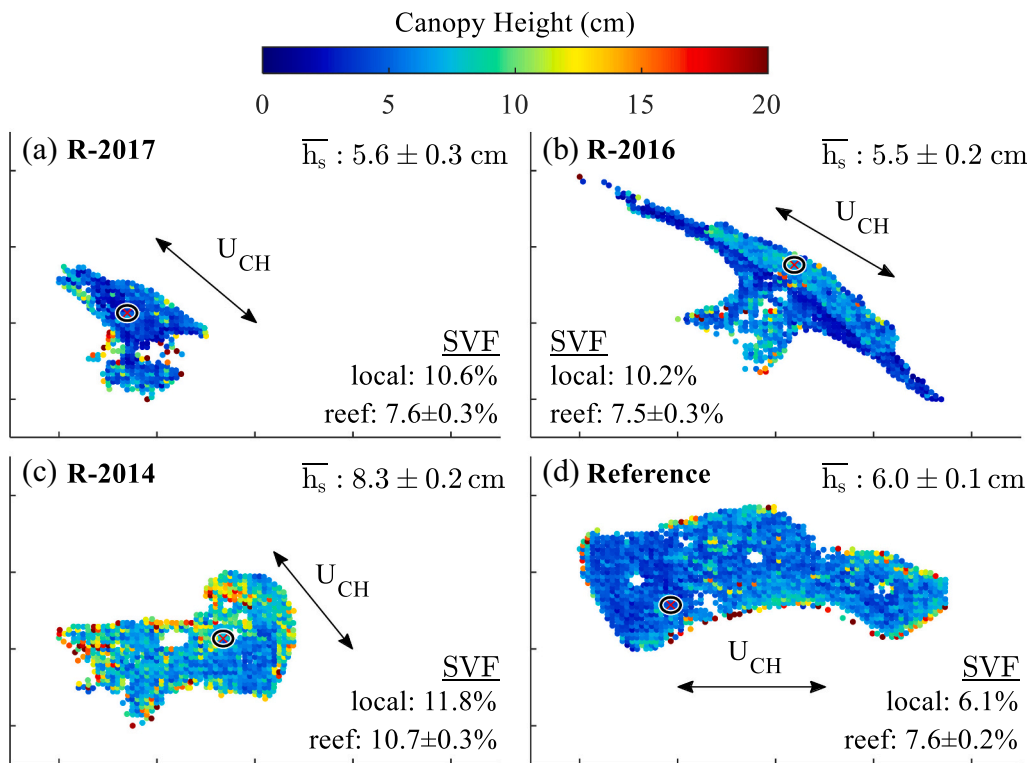 Canopy Height (cm)
0 5 10 15 20
(a) R-2017
h̅s : 5.6 ± 0.3 cm
UCH
SVF
local: 10.6%
reef: 7.6±0.3%
(b) R-2016
h̅s : 5.5 ± 0.2 cm
UCH
SVF
local: 10.2%
reef: 7.5±0.3%
(c) R-2014
h̅s : 8.3 ± 0.2 cm
UCH
SVF
local: 11.8%
reef: 10.7±0.3%
(d) Reference
h̅s : 6.0 ± 0.1 cm
UCH
SVF
local: 6.1%
reef: 7.6±0.2%